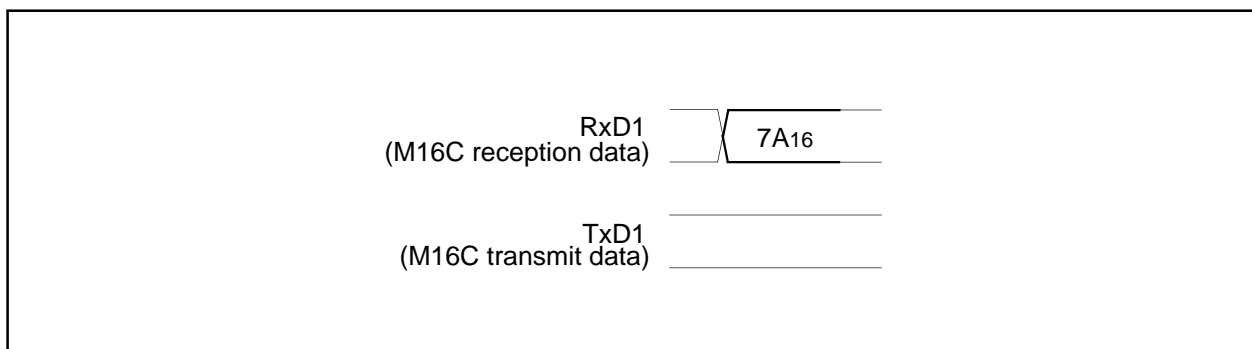 RxD1
(M16C reception data)
7A16
TxD1
(M16C transmit data)